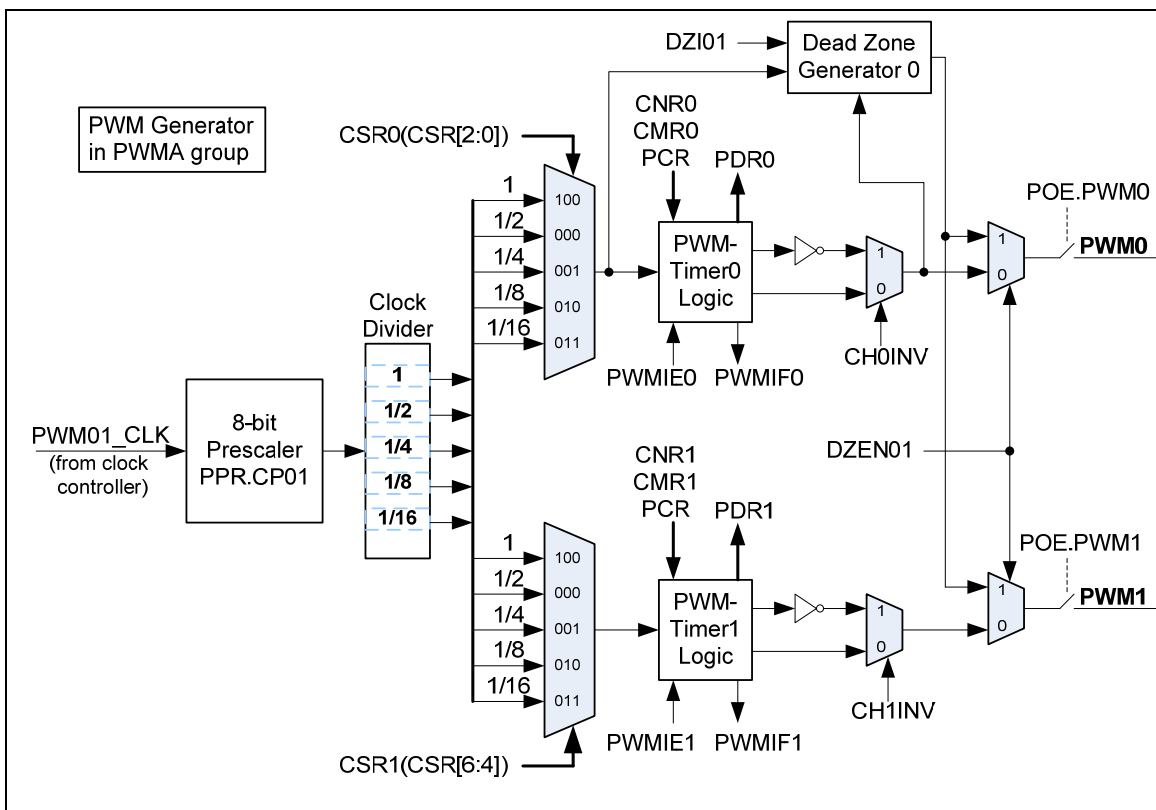 PWM Generator
in PWMA group
DZI01
Dead Zone
Generator 0
CSR0(CSR[2:0])
CNR0
CMR0
PCR
PDR0
1
1/2
1/4
1/8
1/16
100
000
001
010
011
PWM-
Timer0
Logic
1
0
CH0INV
PWMIE0
PWMIF0
1
0
POE.PWM0
PWM0
Clock
Divider
1
1/2
1/4
1/8
1/16
PWM01_CLK
(from clock
controller)
8-bit
Prescaler
PPR.CP01
DZEN01
CNR1
CMR1
PCR
PDR1
1
1/2
1/4
1/8
1/16
100
000
001
010
011
PWM-
Timer1
Logic
1
0
CH1INV
PWMIE1
PWMIF1
1
0
POE.PWM1
PWM1
CSR1(CSR[6:4])